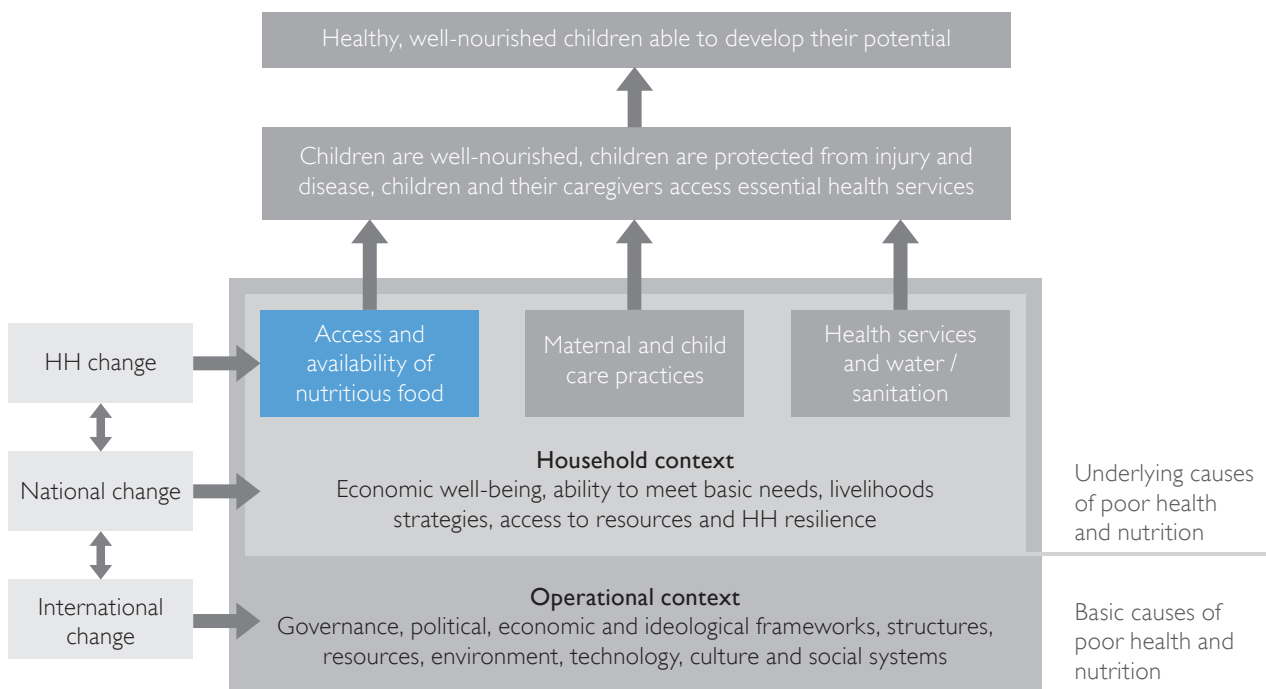 Healthy, well-nourished children able to develop their potential
Children are well-nourished, children are protected from injury and
disease, children and their caregivers access essential health services
HH change
Access and
availability of
nutritious food
Maternal and child
care practices
Health services
and water /
sanitation
National change
Household context
Economic well-being, ability to meet basic needs, livelihoods
strategies, access to resources and HH resilience
Underlying causes
of poor health
and nutrition
International
change
Operational context
Governance, political, economic and ideological frameworks, structures,
resources, environment, technology, culture and social systems
Basic causes of
poor health and
nutrition